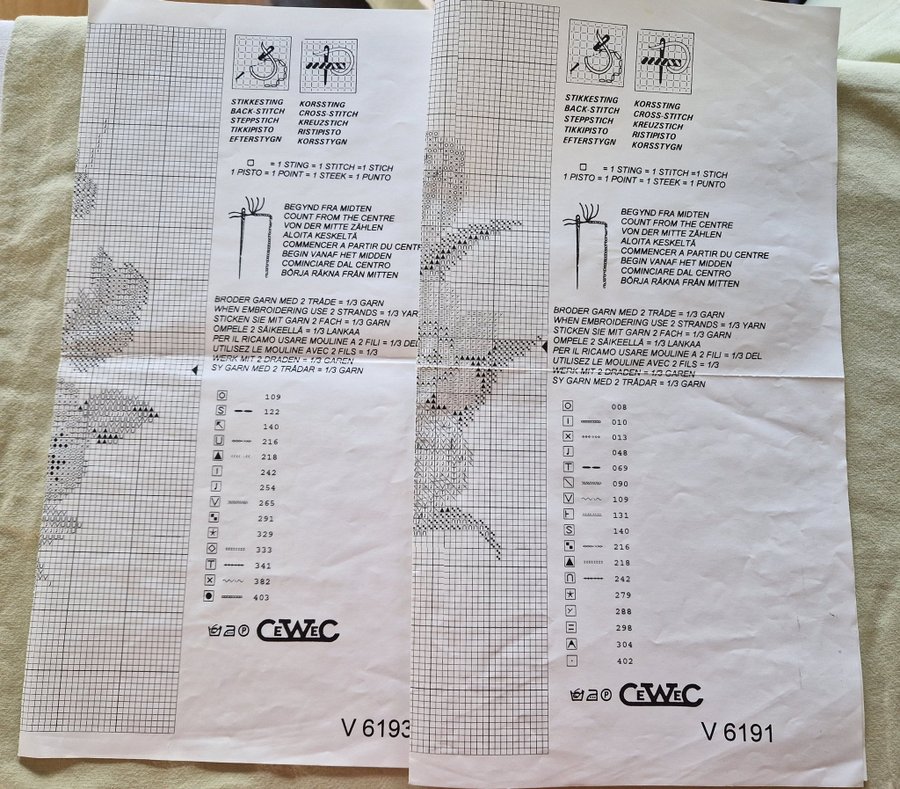 STIKKESTING
BACK-STITCH
STEPPSTICH
TIKKIPISTO
EFTERSTYGN
KORSSTING
CROSS-STITCH
KREUZSTICH
RISTIPISTO
KORSSTYGN
= 1 STING = 1 STITCH =1 STICH
1 PISTO = 1 POINT = 1 STEEK = 1 PUNTO
BEGYND FRA MIDTEN
COUNT FROM THE CENTRE
VON DER MITTE ZÄHLEN
ALOITA KESKELTÄ
COMMENCER A PARTIR DU CENTR
BEGIN VANAF HET MIDDEN
COMINCIARE DAL CENTRO
BÖRJA RÄKNA FRÅN MITTEN
BRODER GARN MED 2 TRÅDE = 1/3 GARN
WHEN EMBROIDERING USE 2 STRANDS = 1/3 YAR
STICKEN SIE MIT GARN 2 FACH = 1/3 GARN
OMPELE 2 SÄIKEELLÄ = 1/3 LANKAA
PER IL RICAMO USARE MOULINE A 2 FILI = 1/3 DEL
UTILISEZ LE MOULINE AVEC 2 FILS = 1/3
WERK MIT 2 DRADEN = 1/3 GAREN
SY GARN MED 2 TRÅDAR = 1/3 GARN
109
S 122
140
U 216
218
I 242
254
V 265
291
329
333
T 341
X 382
403
P CEWEC
V 6193
STIKKESTING
BACK-STITCH
STEPPSTICH
TIKKIPISTO
EFTERSTYGN
KORSSTING
CROSS-STITCH
KREUZSTICH
RISTIPISTO
KORSSTYGN
= 1 STING = 1 STITCH =1 STICH
1 PISTO = 1 POINT = 1 STEEK = 1 PUNTO
BEGYND FRA MIDTEN
COUNT FROM THE CENTRE
VON DER MITTE ZÄHLEN
ALOITA KESKELTÄ
COMMENCER A PARTIR DU CENTRE
BEGIN VANAF HET MIDDEN
COMINCIARE DAL CENTRO
BÖRJA RÄKNA FRÅN MITTEN
BRODER GARN MED 2 TRÅDE = 1/3 GARN
WHEN EMBROIDERING USE 2 STRANDS = 1/3 YARN
STICKEN SIE MIT GARN 2 FACH = 1/3 GARN
OMPELE 2 SÄIKEELLÄ = 1/3 LANKAA
PER IL RICAMO USARE MOULINE A 2 FILI = 1/3 DEL
UTILISEZ LE MOULINE AVEC 2 FILS = 1/3
WERK MIT 2 DRADEN = 1/3 GAREN
SY GARN MED 2 TRÅDAR = 1/3 GARN
008
I 010
X 013
048
T 069
090
V 109
131
S 140
216
218
242
279
288
298
304
402
P CEWEC
V 6191